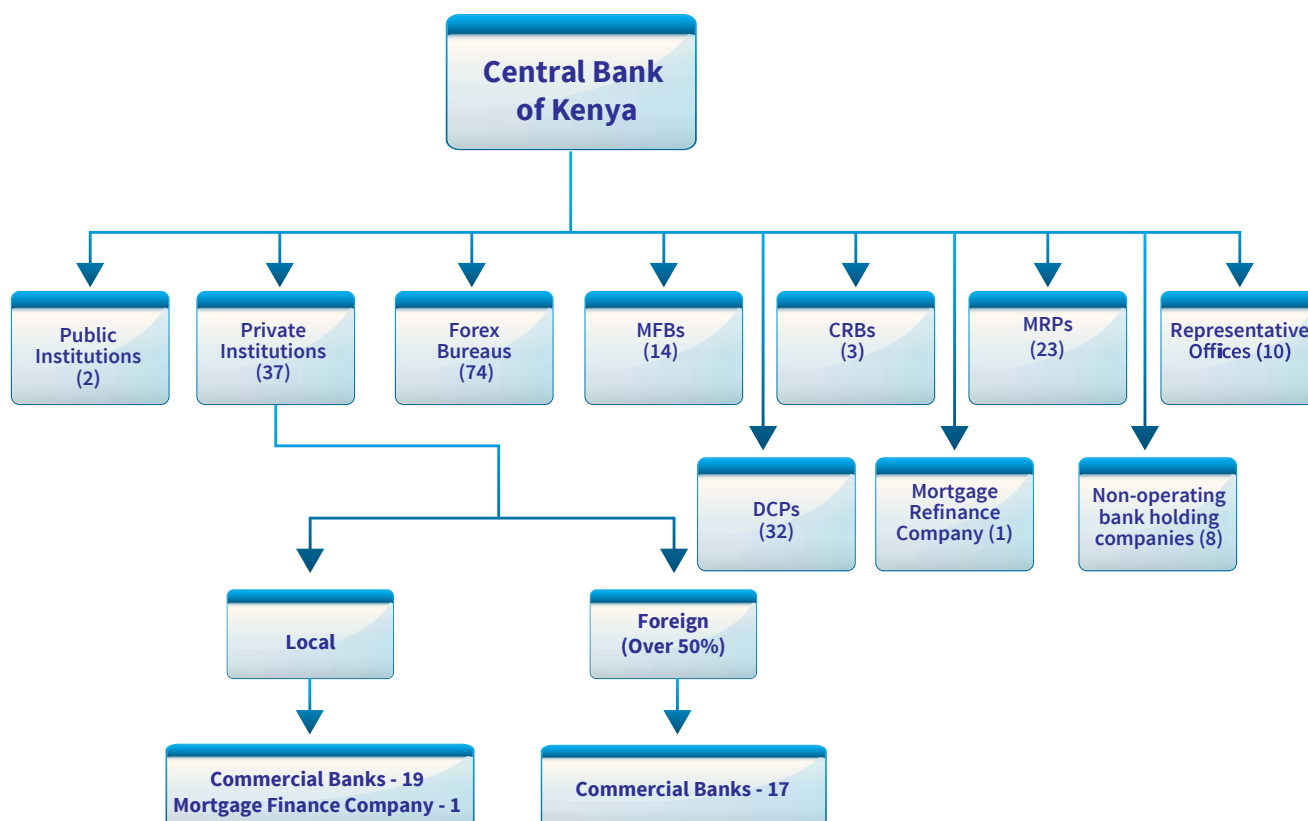 Central Bank
of Kenya
Public
Institutions
(2)
Private
Institutions
(37)
Forex
Bureaus
(74)
MFBs
(14)
CRBs
(3)
MRPs
(23)
Representative
Offices (10)
DCPs
(32)
Mortgage
Refinance
Company (1)
Non-operating
bank holding
companies (8)
Local
Foreign
(Over 50%)
Commercial Banks - 19
Mortgage Finance Company - 1
Commercial Banks - 17